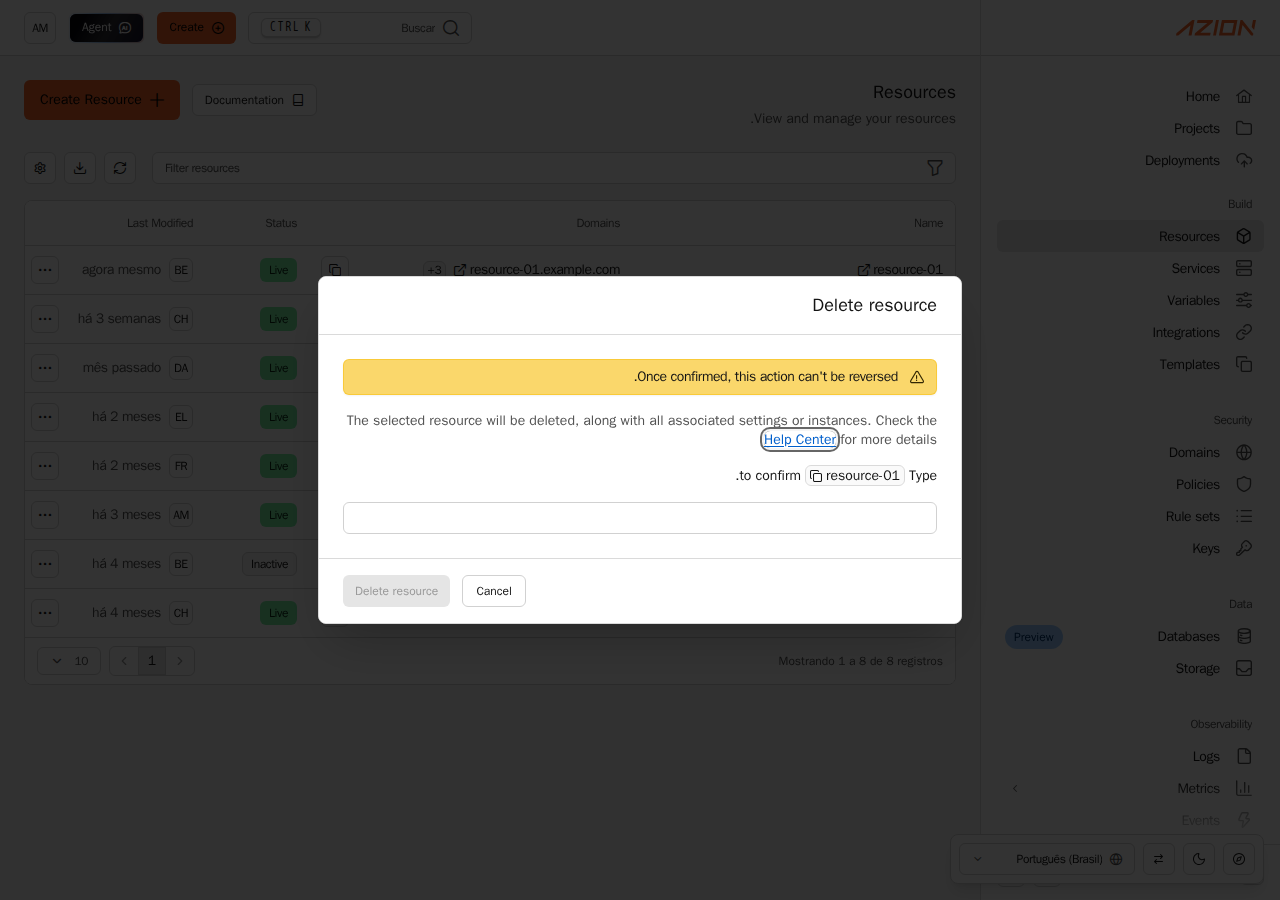 AM
Agent
Create
CTRL K
Buscar
AZION
Create Resource
Documentation
Resources
.View and manage your resources
Filter resources
Last Modified
Status
Domains
Name
agora mesmo BE Live +3 resource-01.example.com resource-01
há 3 semanas CH Live
mês passado DA Live
há 2 meses EL Live
há 2 meses FR Live
há 3 meses AM Live
há 4 meses BE Inactive
há 4 meses CH Live
10
1
Mostrando 1 a 8 de 8 registros
Delete resource
.Once confirmed, this action can't be reversed
The selected resource will be deleted, along with all associated settings or instances. Check the
Help Center for more details
.to confirm resource-01 Type
Delete resource
Cancel
Home
Projects
Deployments
Build
Resources
Services
Variables
Integrations
Templates
Security
Domains
Policies
Rule sets
Keys
Data
Preview
Databases
Storage
Observability
Logs
Metrics
Events
Português (Brasil)